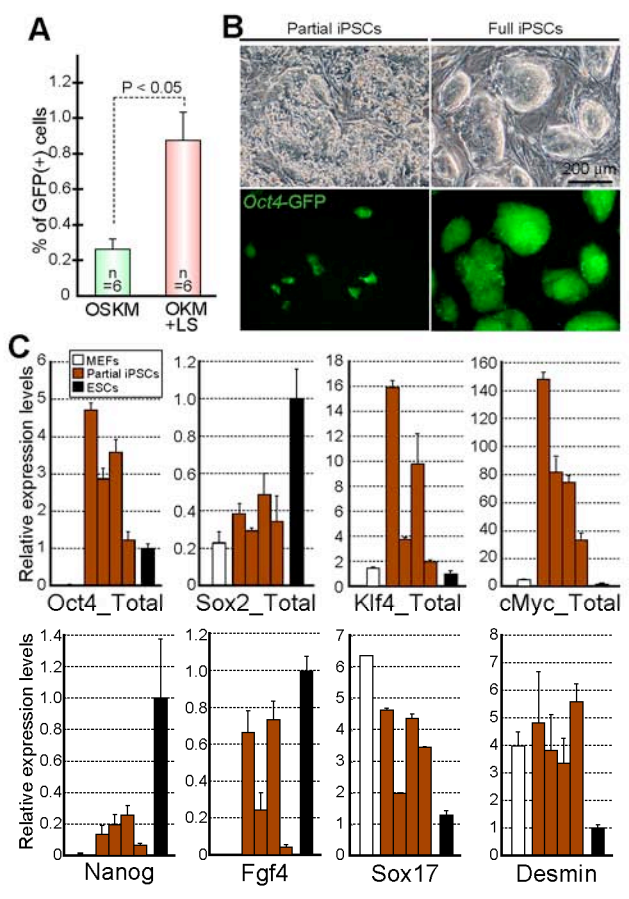 A
% of GFP(+) cells
1.2
1.0
0.8
0.6
0.4
0.2
0
P < 0.05
n
=6
n
=6
OSKM
OKM
+LS
B
Partial iPSCs
Full iPSCs
200 μm
Oct4-GFP
C
Relative expression levels
MEFs
Partial iPSCs
ESCs
6
5
4
3
2
1
0
Oct4_Total
1.2
1.0
0.8
0.6
0.4
0.2
0
Sox2_Total
18
16
14
12
10
8
6
4
2
0
Klf4_Total
160
140
120
100
80
60
40
20
0
cMyc_Total
Relative expression levels
1.4
1.2
1.0
0.8
0.6
0.4
0.2
0
Nanog
1.2
1.0
0.8
0.6
0.4
0.2
0
Fgf4
7
6
5
4
3
2
1
0
Sox17
8
7
6
5
4
3
2
1
0
Desmin